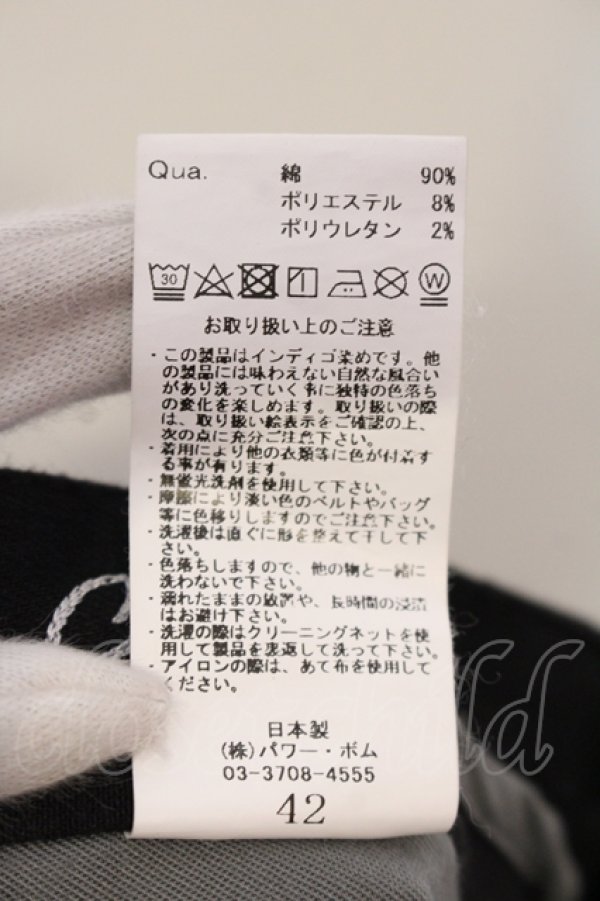 Qua. 綿 90%
ポリエステル 8%
ポリウレタン 2%
30 W
お取り扱い上のご注意
・この製品はインディゴ染めです。他
の製品には味わえない自然な風合い
があり洗っていく事に独特の色落ち
の変化を楽しめます。取り扱いの際
は、取り扱い絵表示をご確認の上、
次の点に充分ご注意下さい。
・着用により他の衣類等に色が付着す
る事が有ります。
・無蛍光洗剤を使用して下さい。
・摩擦により淡い色のベルトやバッグ
等に色移りしますのでご注意下さい。
・洗濯後は直ぐに形を整えて干して下
さい。
・色落ちしますので、他の物と一緒に
洗わないで下さい。
・濡れたままの放置や、長時間の浸漬
はお避け下さい。
・洗濯の際はクリーニングネットを使
用して製品を裏返して洗って下さい。
・アイロンの際は、あて布を使用して
ください。
日本製
(株)パワー・ボム
03-3708-4555
42
closet child